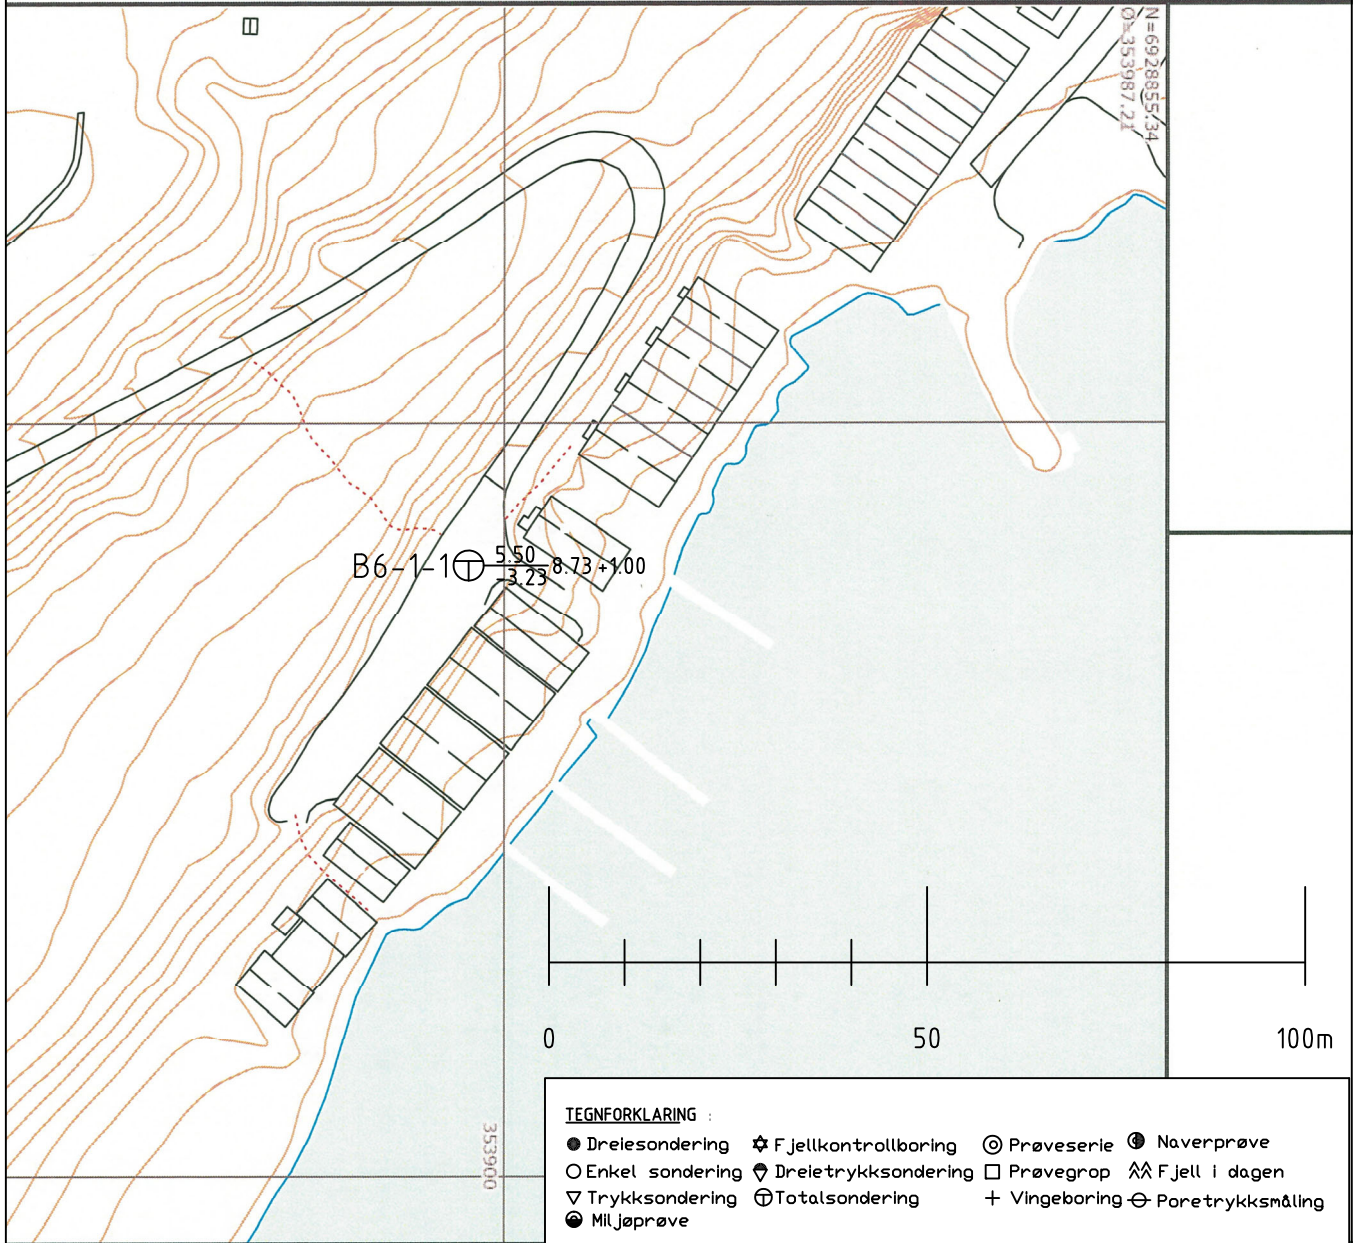 N=6928855.34
Ø=353987.21
B6-1-1 5.50 8.73 +1.00
-3.23
0 50 100m
353900
TEGNFORKLARING :
Dreiesondering Fjellkontrollboring Prøveserie Naverprøve
Enkel sondering Dreietrykksondering Prøvegrop Fjell i dagen
Trykksondering Totalsondering Vingeboring Poretrykksmåling
Miljøprøve